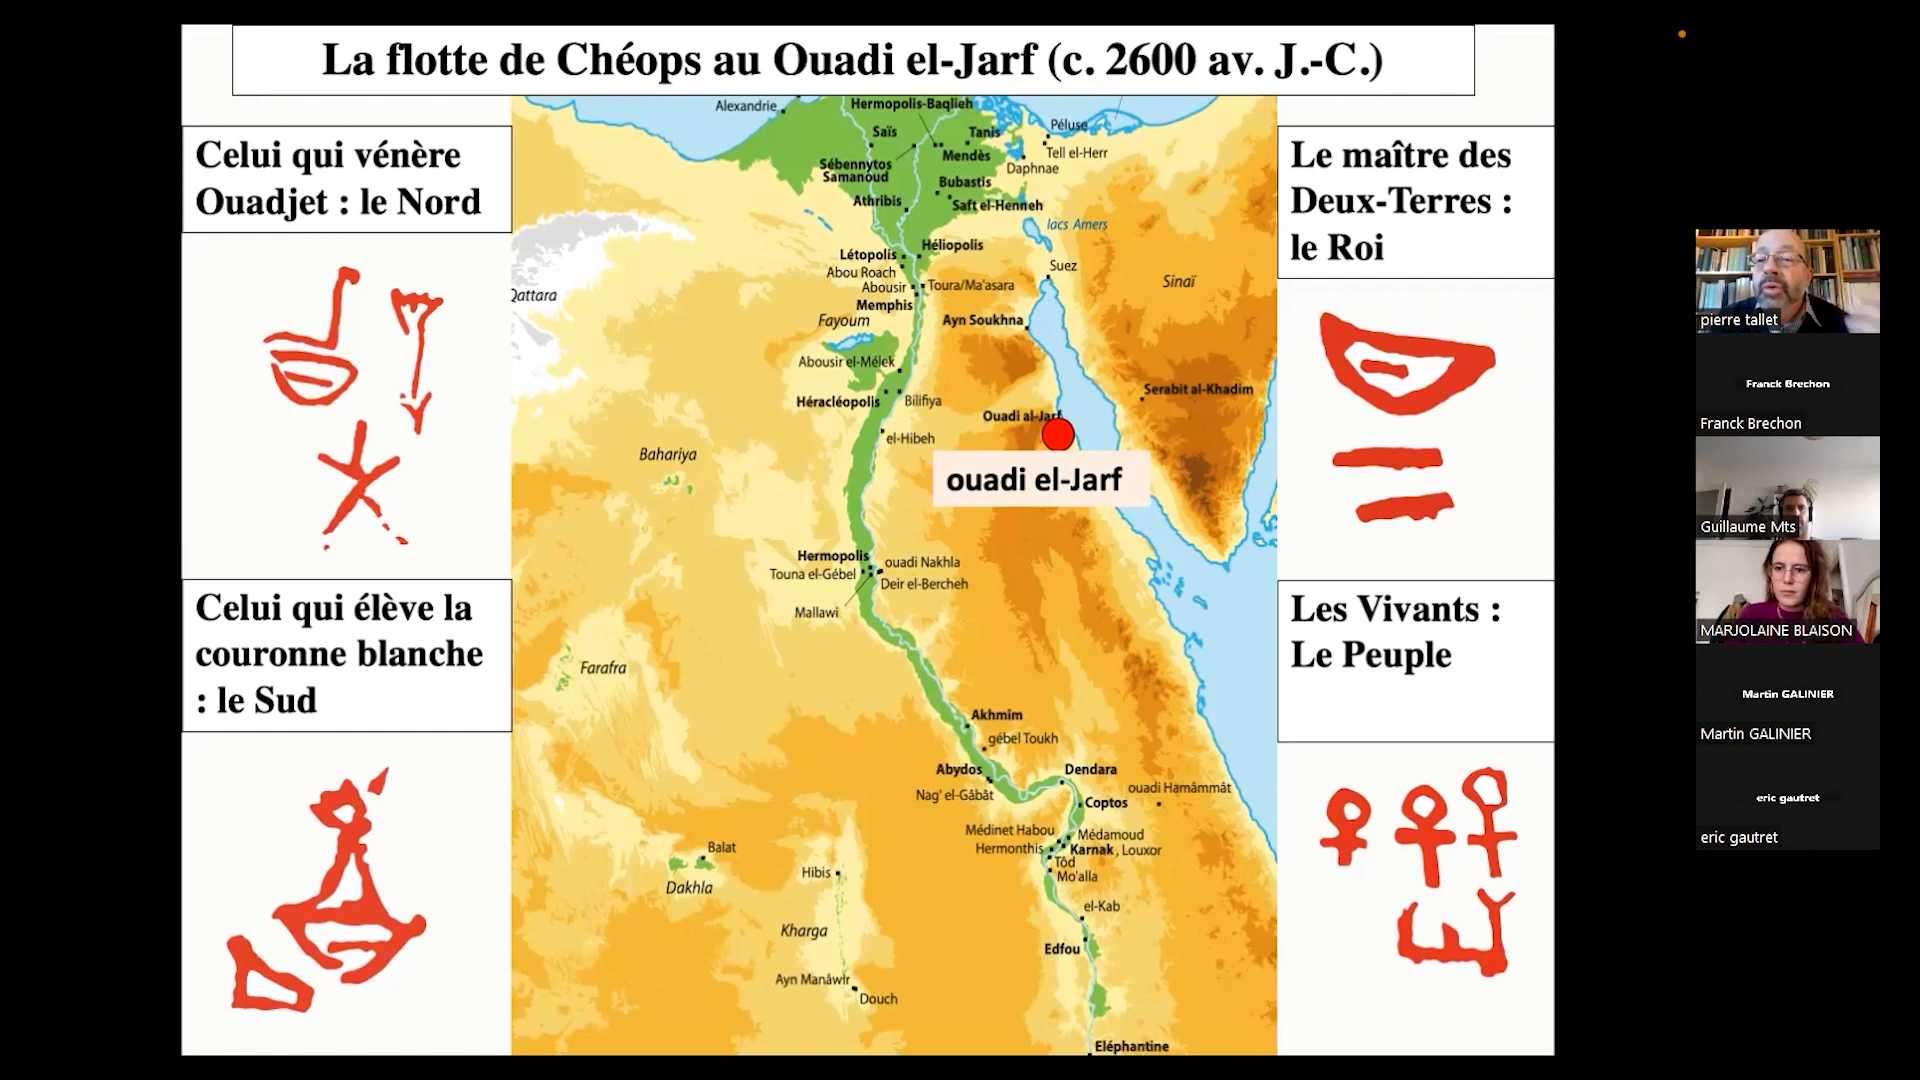 La flotte de Chéops au Ouadi el-Jarf (c. 2600 av. J.-C.)
Celui qui vénère
Ouadjet : le Nord
Celui qui élève la
couronne blanche
: le Sud
Alexandrie
Hermopolis-Baqlieh
Saïs
Tanis
Péluse
Tell el-Herr
Mendès
Sébennytos
Samanoud
Daphnae
Bubastis
Athribis
Saft el-Henneh
lacs Amers
Létopolis
Héliopolis
Abou Roach
Suez
Abousir
Toura/Ma'asara
Sinaï
Qattara
Memphis
Fayoum
Ayn Soukhna
Abousir el-Mélek
Serabit al-Khadim
Héracléopolis
Bilifiya
Ouadi al-Jarf
el-Hibeh
Bahariya
ouadi el-Jarf
Hermopolis
ouadi Nakhla
Touna el-Gébel
Deir el-Bercheh
Mallawi
Farafra
Akhmîm
gébel Toukh
Abydos
Dendara
Nag' el-Gâbât
ouadi Hamâmmât
Coptos
Médinet Habou
Médamoud
Hermonthis
Karnak, Louxor
Tôd
Mo'alla
Balat
Hibis
Dakhla
el-Kab
Kharga
Edfou
Ayn Manâwir
Douch
Eléphantine
Le maître des
Deux-Terres :
le Roi
Les Vivants :
Le Peuple
pierre tallet
Franck Brechon
Franck Brechon
Guillaume Mts
MARJOLAINE BLAISON
Martin GALINIER
Martin GALINIER
eric gautret
eric gautret